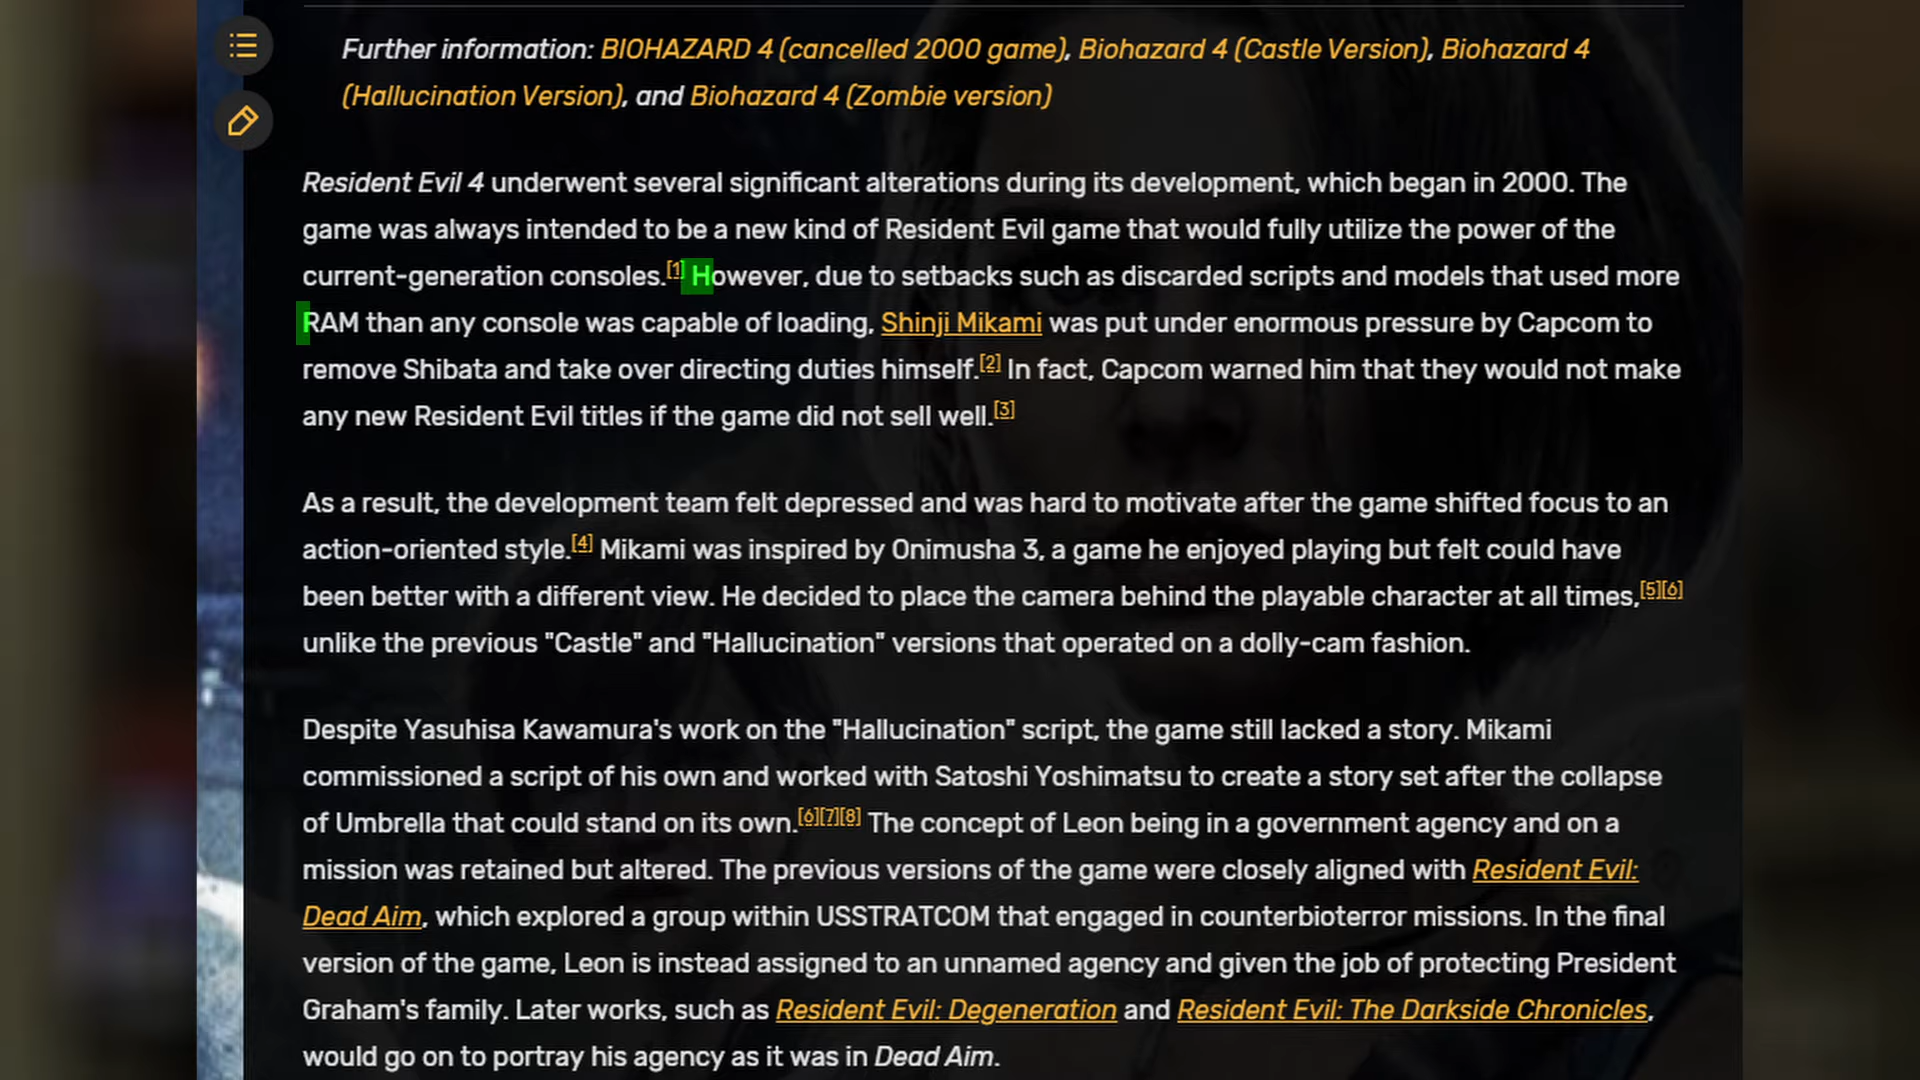 Further information: BIOHAZARD 4 (cancelled 2000 game), Biohazard 4 (Castle Version), Biohazard 4
(Hallucination Version), and Biohazard 4 (Zombie version)
Resident Evil 4 underwent several significant alterations during its development, which began in 2000. The
game was always intended to be a new kind of Resident Evil game that would fully utilize the power of the
current-generation consoles.[1] However, due to setbacks such as discarded scripts and models that used more
RAM than any console was capable of loading, Shinji Mikami was put under enormous pressure by Capcom to
remove Shibata and take over directing duties himself.[2] In fact, Capcom warned him that they would not make
any new Resident Evil titles if the game did not sell well.[3]
As a result, the development team felt depressed and was hard to motivate after the game shifted focus to an
action-oriented style.[4] Mikami was inspired by Onimusha 3, a game he enjoyed playing but felt could have
been better with a different view. He decided to place the camera behind the playable character at all times,[5][6]
unlike the previous "Castle" and "Hallucination" versions that operated on a dolly-cam fashion.
Despite Yasuhisa Kawamura's work on the "Hallucination" script, the game still lacked a story. Mikami
commissioned a script of his own and worked with Satoshi Yoshimatsu to create a story set after the collapse
of Umbrella that could stand on its own.[6][7][8] The concept of Leon being in a government agency and on a
mission was retained but altered. The previous versions of the game were closely aligned with Resident Evil:
Dead Aim, which explored a group within USSTRATCOM that engaged in counterbioterror missions. In the final
version of the game, Leon is instead assigned to an unnamed agency and given the job of protecting President
Graham's family. Later works, such as Resident Evil: Degeneration and Resident Evil: The Darkside Chronicles,
would go on to portray his agency as it was in Dead Aim.